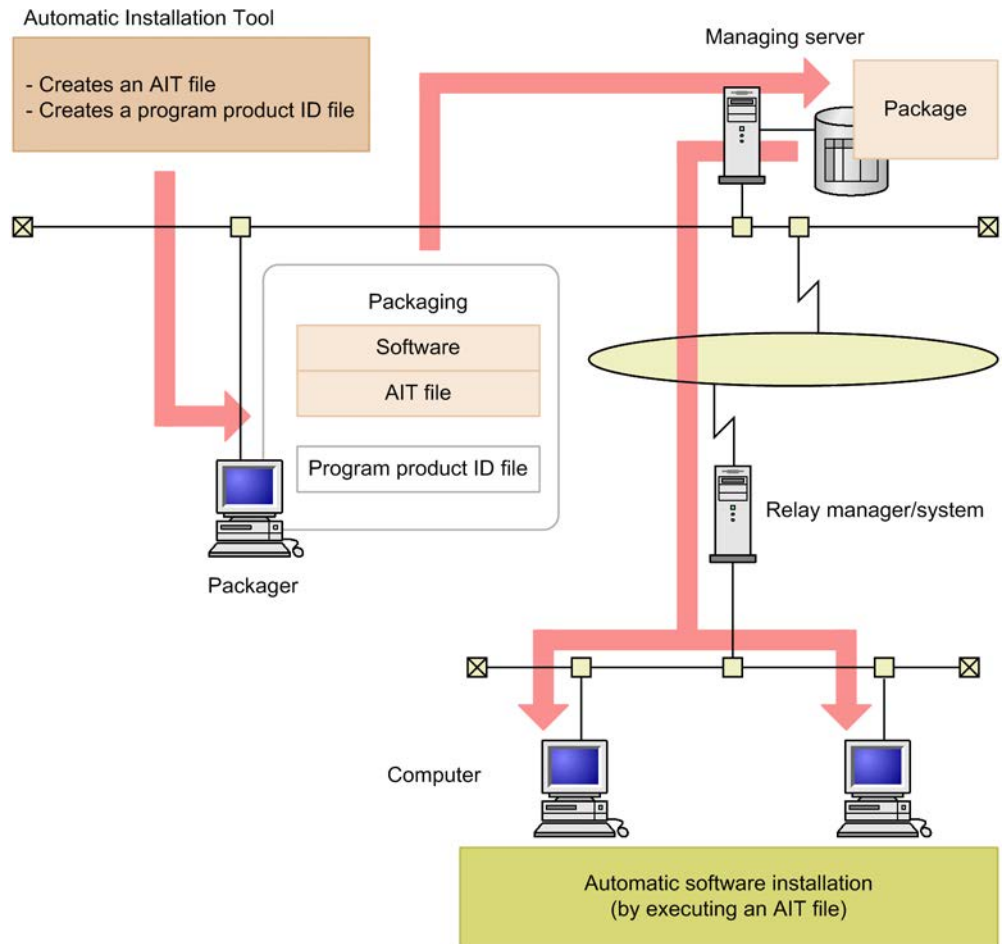 Automatic Installation Tool
- Creates an AIT file
- Creates a program product ID file
Managing server
Package
Packaging
Software
AIT file
Program product ID file
Packager
Relay manager/system
Computer
Automatic software installation
(by executing an AIT file)